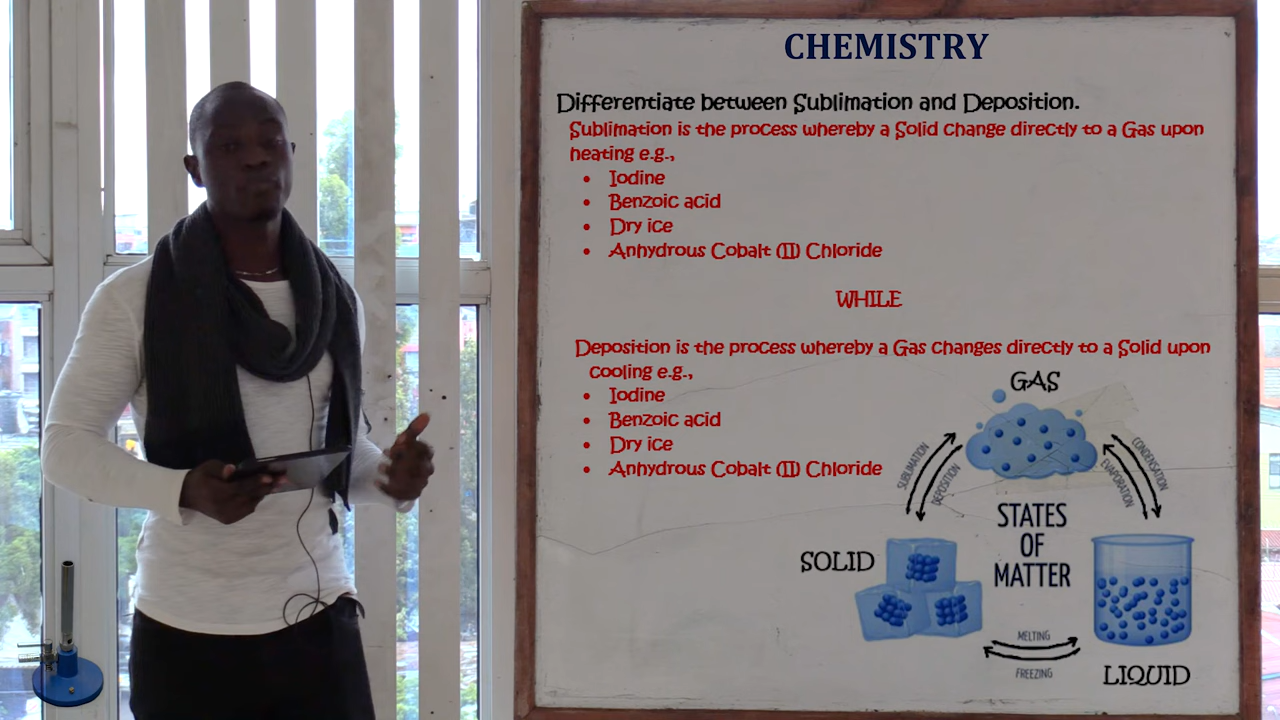 CHEMISTRY
Differentiate between Sublimation and Deposition.
Sublimation is the process whereby a Solid change directly to a Gas upon
heating e.g.,
• Iodine
• Benzoic acid
• Dry ice
• Anhydrous Cobalt (II) Chloride
WHILE
Deposition is the process whereby a Gas changes directly to a Solid upon
cooling e.g.,
• Iodine
• Benzoic acid
• Dry ice
• Anhydrous Cobalt (II) Chloride
GAS
SUBLIMATION
DEPOSITION
CONDENSATION
EVAPORATION
STATES
OF
MATTER
SOLID
MELTING
FREEZING
LIQUID